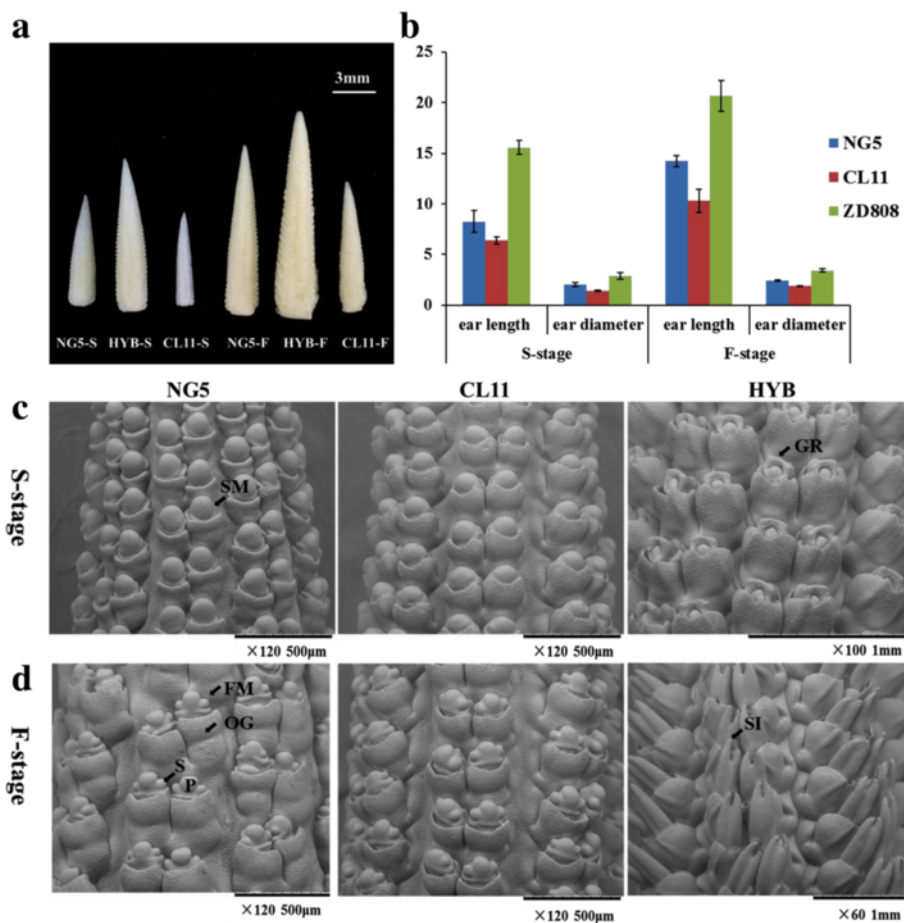 a
3mm
NG5-S HYB-S CL11-S NG5-F HYB-F CL11-F
b
25
20
15
10
5
0
NG5
CL11
ZD808
ear length ear diameter ear length ear diameter
S-stage F-stage
NG5 CL11 HYB
c
S-stage
SM
GR
×120 500μm ×120 500μm ×100 1mm
d
F-stage
FM
OG
S
P
SI
×120 500μm ×120 500μm ×60 1mm